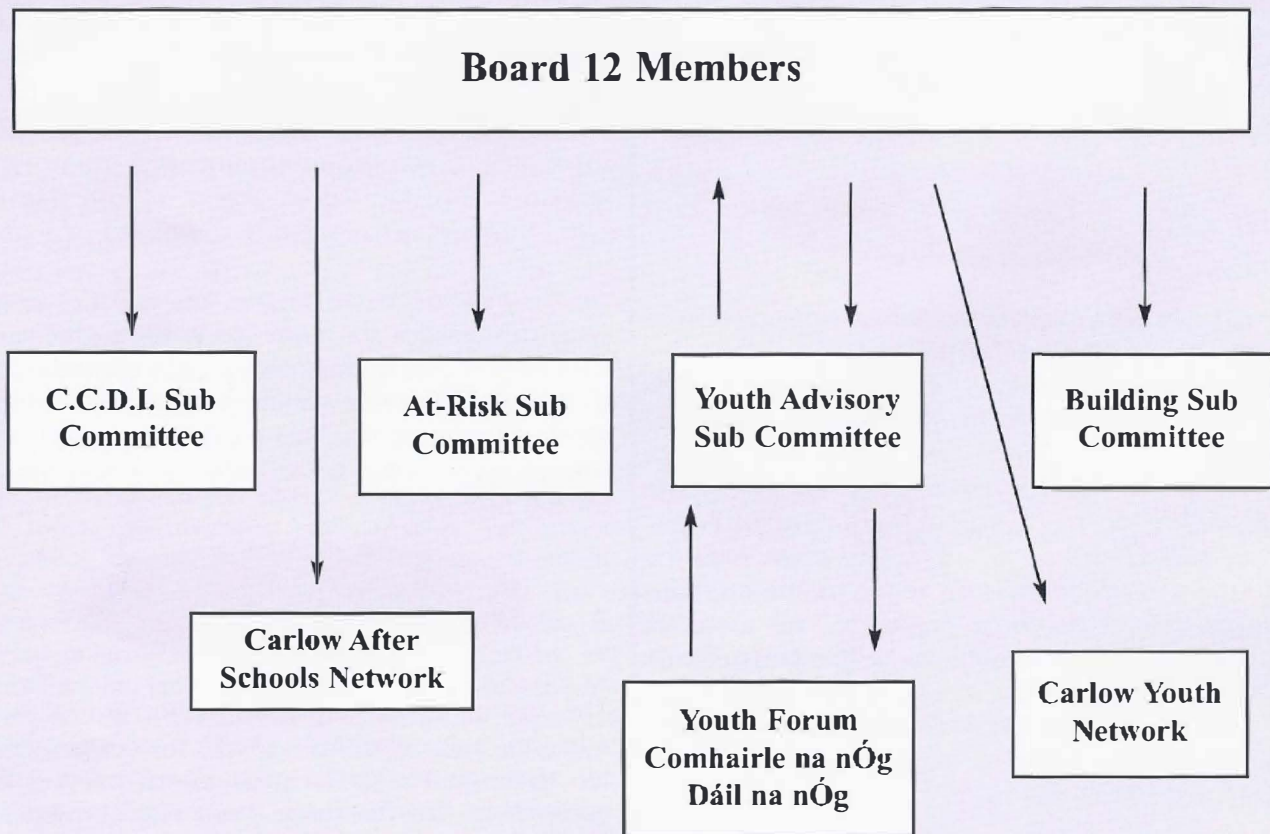 Board 12 Members
C.C.D.I. Sub
Committee
At-Risk Sub
Committee
Youth Advisory
Sub Committee
Building Sub
Committee
Carlow After
Schools Network
Youth Forum
Comhairle na nÓg
Dáil na nÓg
Carlow Youth
Network